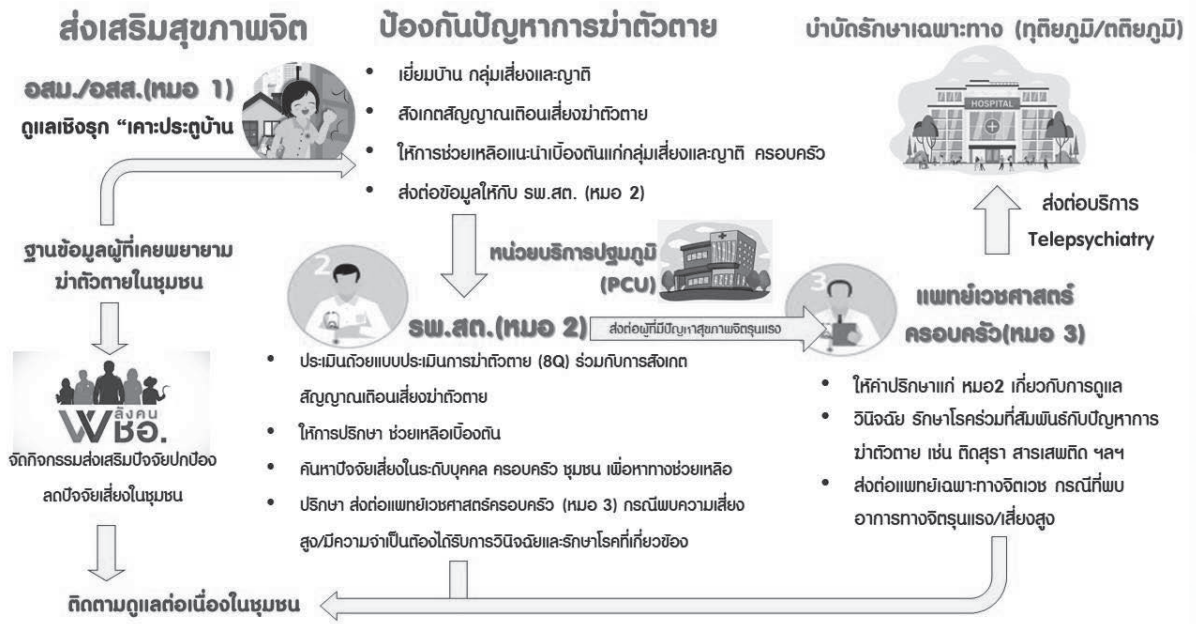 ส่งเสริมสุขภาพจิต
อสม./อสส.(หมอ 1)
ดูแลเชิงรุก “เคาะประตูบ้าน
ฐานข้อมูลผู้ที่เคยพยายาม
ฆ่าตัวตายในชุมชน
พลังคน
พชอ.
จัดกิจกรรมส่งเสริมปัจจัยปกป้อง
ลดปัจจัยเสี่ยงในชุมชน
ติดตามดูแลต่อเนื่องในชุมชน
ป้องกันปัญหาการฆ่าตัวตาย
• เยี่ยมบ้าน กลุ่มเสี่ยงและญาติ
• สังเกตสัญญาณเตือนเสี่ยงฆ่าตัวตาย
• ให้การช่วยเหลือแนะนำเบื้องต้นแก่กลุ่มเสี่ยงและญาติ ครอบครัว
• ส่งต่อข้อมูลให้กับ รพ.สต. (หมอ 2)
หน่วยบริการปฐมภูมิ
(PCU)
2
รพ.สต.(หมอ 2)
ส่งต่อผู้ที่มีปัญหาสุขภาพจิตรุนแรง
• ประเมินด้วยแบบประเมินการฆ่าตัวตาย (8Q) ร่วมกับการสังเกต
สัญญาณเตือนเสี่ยงฆ่าตัวตาย
• ให้การปรึกษา ช่วยเหลือเบื้องต้น
• ค้นหาปัจจัยเสี่ยงในระดับบุคคล ครอบครัว ชุมชน เพื่อหาทางช่วยเหลือ
• ปรึกษา ส่งต่อแพทย์เวชศาสตร์ครอบครัว (หมอ 3) กรณีพบความเสี่ยง
สูง/มีความจำเป็นต้องได้รับการวินิจฉัยและรักษาโรคที่เกี่ยวข้อง
บำบัดรักษาเฉพาะทาง (ทุติยภูมิ/ตติยภูมิ)
HOSPITAL
ส่งต่อบริการ
Telepsychiatry
3
แพทย์เวชศาสตร์
ครอบครัว(หมอ 3)
• ให้คำปรึกษาแก่ หมอ2 เกี่ยวกับการดูแล
• วินิจฉัย รักษาโรคร่วมที่สัมพันธ์กับปัญหาการ
ฆ่าตัวตาย เช่น ติดสุรา สารเสพติด ฯลฯ
• ส่งต่อแพทย์เฉพาะทางจิตเวช กรณีที่พบ
อาการทางจิตรุนแรง/เสี่ยงสูง